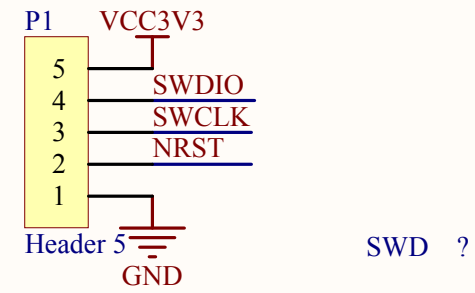 P1
VCC3V3
5
4 SWDIO
3 SWCLK
2 NRST
1
Header 5
GND
SWD ?